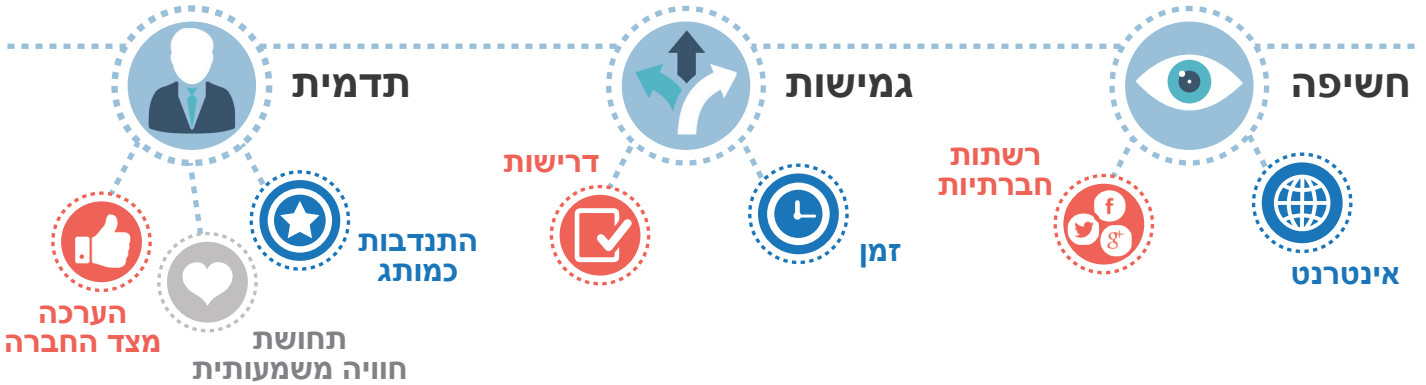 חשיפה
אינטרנט
רשתות
חברתיות
f
g+
גמישות
זמן
דרישות
תדמית
התנדבות
כמותג
תחושת
חוויה משמעותית
הערכה
מצד החברה